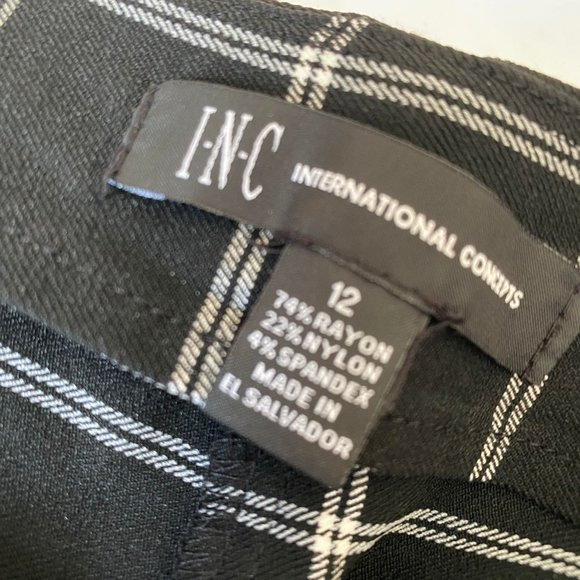 I·N·C INTERNATIONAL CONCEPTS
12
74% RAYON
22% NYLON
4% SPANDEX
MADE IN
EL SALVADOR